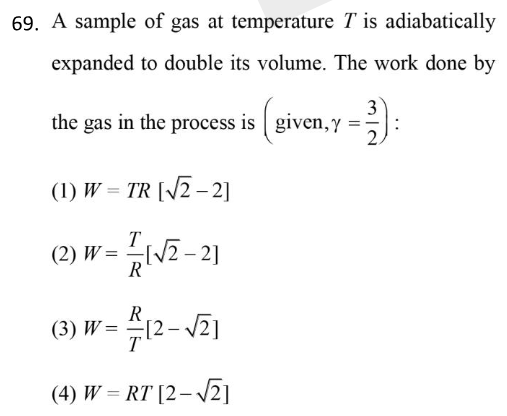 69. A sample of gas at temperature T is adiabatically
expanded to double its volume. The work done by
the gas in the process is (given, γ = 3/2) :
(1) W = TR [√2 – 2]
(2) W = T/R [√2 – 2]
(3) W = R/T [2 – √2]
(4) W = RT [2 – √2]